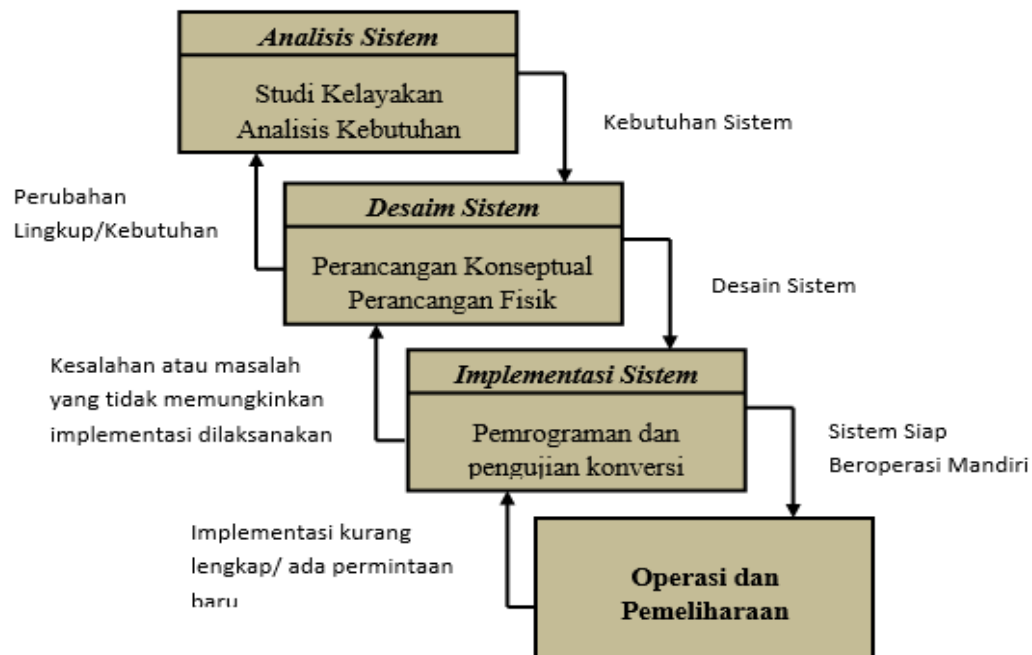 Analisis Sistem
Studi Kelayakan
Analisis Kebutuhan
Kebutuhan Sistem
Perubahan
Lingkup/Kebutuhan
Desaim Sistem
Perancangan Konseptual
Perancangan Fisik
Desain Sistem
Kesalahan atau masalah
yang tidak memungkinkan
implementasi dilaksanakan
Implementasi Sistem
Pemrograman dan
pengujian konversi
Sistem Siap
Beroperasi Mandiri
Implementasi kurang
lengkap/ ada permintaan
baru
Operasi dan
Pemeliharaan